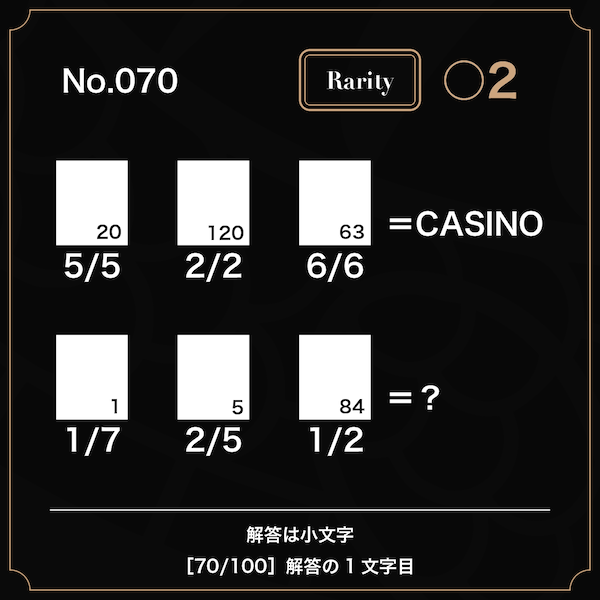 No.070 Rarity ○2
20 120 63 =CASINO
5/5 2/2 6/6
1 5 84 = ?
1/7 2/5 1/2
解答は小文字
[70/100] 解答の 1 文字目